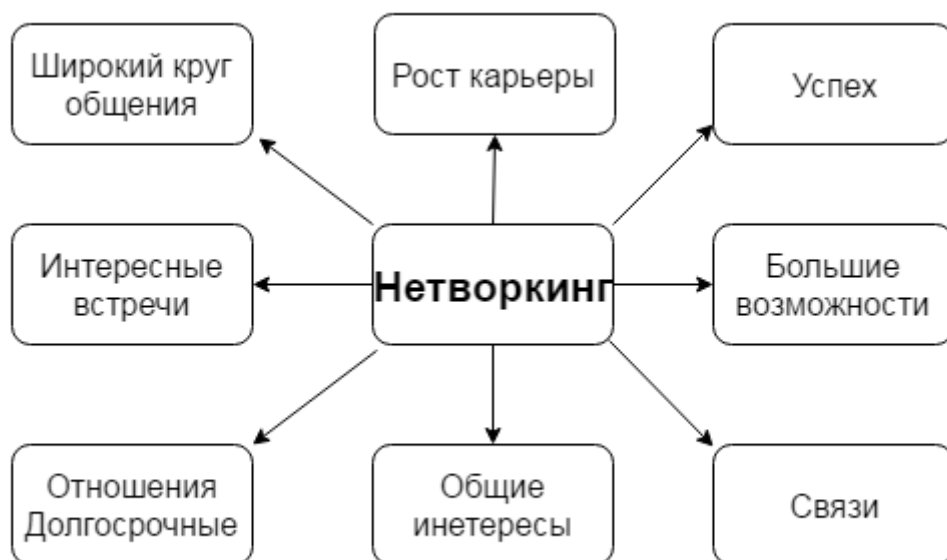 Широкий круг
общения
Рост карьеры
Успех
Интересные
встречи
Нетворкинг
Большие
возможности
Отношения
Долгосрочные
Общие
инетересы
Связи